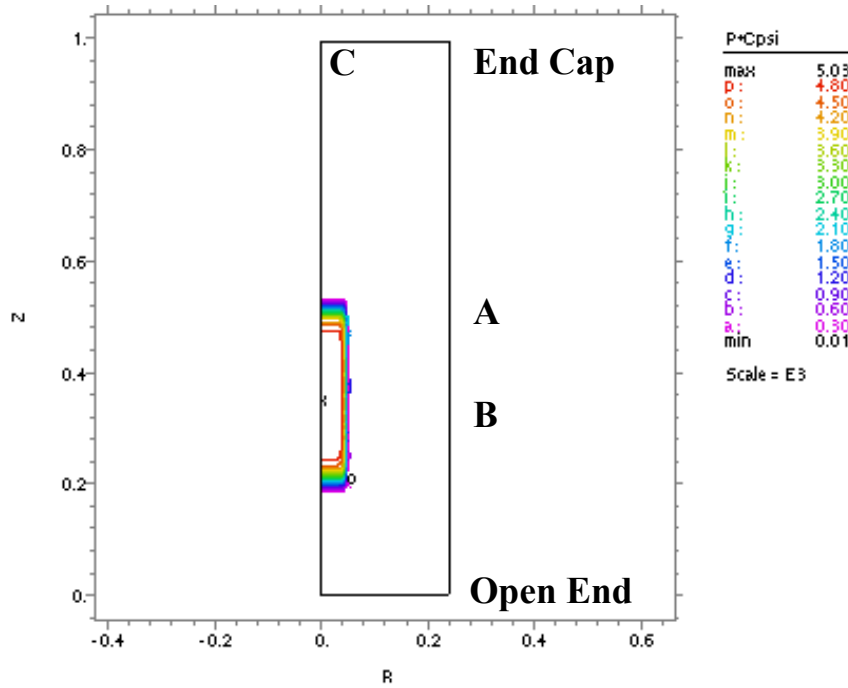 P*Cpsi
max 5.03
p: 4.80
o: 4.50
n: 4.20
m: 3.90
l: 3.60
k: 3.30
j: 3.00
i: 2.70
h: 2.40
g: 2.10
f: 1.80
e: 1.50
d: 1.20
c: 0.90
b: 0.60
a: 0.30
min 0.01
Scale = E3
C
End Cap
A
B
Open End
1.
0.8
0.6
0.4
0.2
0.
Z
x
o
-0.4 -0.2 0. 0.2 0.4 0.6
R